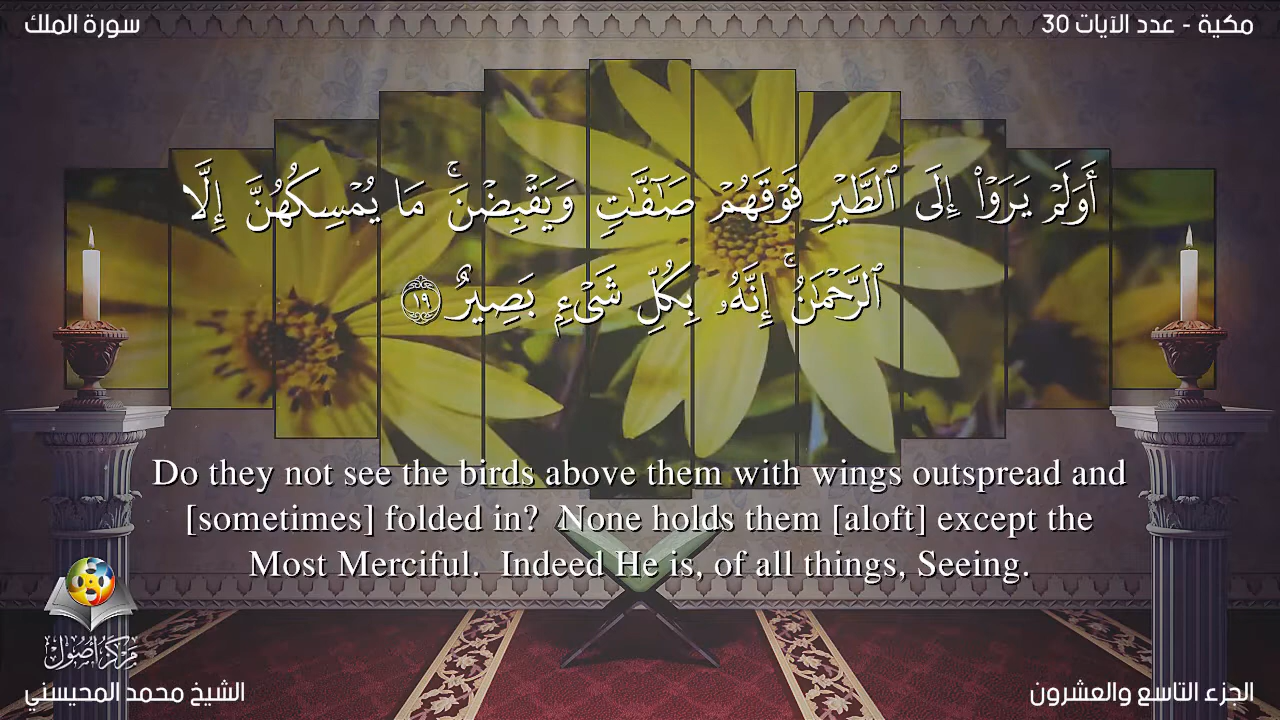 سورة الملك
مكية - عدد الآيات 30
أَوَلَمْ يَرَوْا۟ إِلَى ٱلطَّيْرِ فَوْقَهُمْ صَـٰٓفَّـٰتٍ وَيَقْبِضْنَ ۚ مَا يُمْسِكُهُنَّ إِلَّا
ٱلرَّحْمَـٰنُ ۚ إِنَّهُۥ بِكُلِّ شَىْءٍۭ بَصِيرٌ ١٩
Do they not see the birds above them with wings outspread and
[sometimes] folded in? None holds them [aloft] except the
Most Merciful. Indeed He is, of all things, Seeing.
مركز أصول
الشيخ محمد المحيسني
الجزء التاسع والعشرون